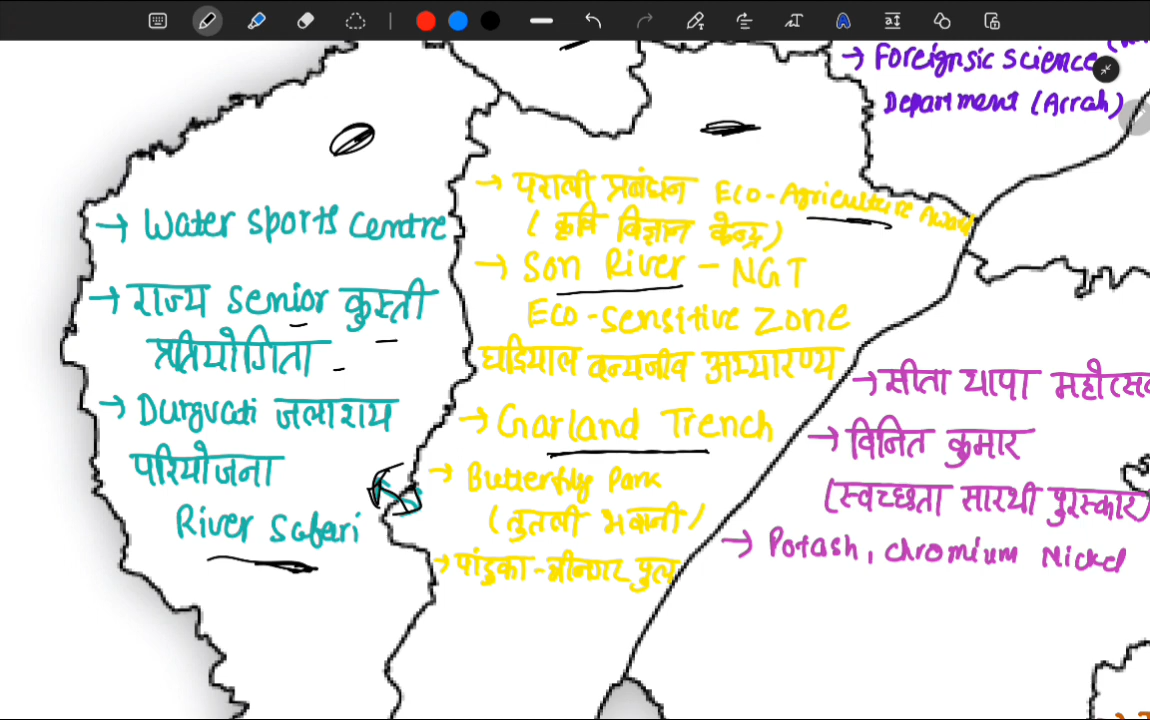 → Foreignsic Science
Department (Arrah)
→ Water Sports Centre
→ राज्य Senior कुस्ती
प्रतियोगिता
→ Durgvati जलाशय
परियोजना
River Safari
→ पराली प्रबंधन Eco-Agriculture Award
(कृषि विज्ञान केन्द्र)
→ Son River - NGT
Eco-Sensitive Zone
घड़ियाल वन्यजीव अभ्यारण्य
→ Garland Trench
→ Butterfly Park
(तुतली भवानी)
→ पांडुका-श्रीनगर पुल
→ सीता थापा महोत्सव
→ विनित कुमार
(स्वच्छता सारथी पुरस्कार)
→ Potash, chromium Nickel